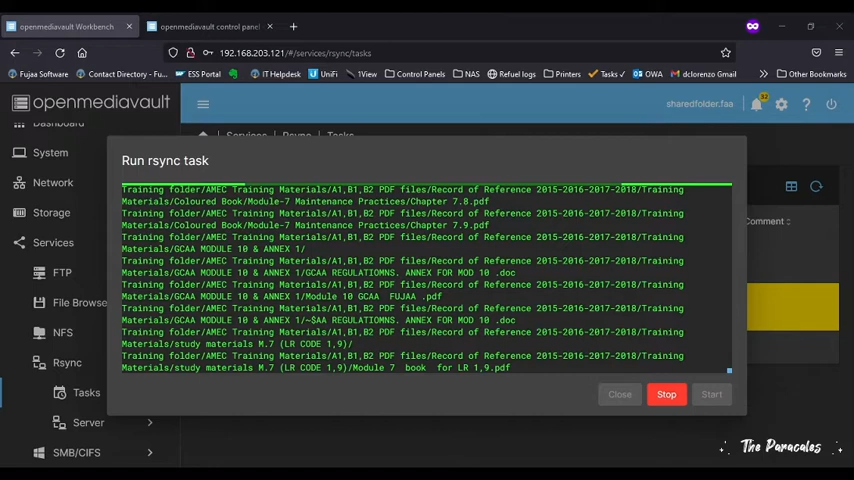 openmediavault Workbench
openmediavault control panel
192.168.203.121/#/services/rsync/tasks
Fujaa Software
Contact Directory - Fuj...
ESS Portal
IT Helpdesk
UniFi
1View
Control Panels
NAS
Refuel logs
Printers
Tasks ✓
OWA
dclorenzo Gmail
Other Bookmarks
openmediavault
sharedfolder.faa
32
Dashboard
Services
Rsync
Tasks
System
Network
Storage
Services
FTP
File Browse
NFS
Rsync
Tasks
Server
SMB/CIFS
Comment
Run rsync task
Training folder/AMEC Training Materials/A1,B1,B2 PDF files/Record of Reference 2015-2016-2017-2018/Training
Materials/Coloured Book/Module-7 Maintenance Practices/Chapter 7.8.pdf
Training folder/AMEC Training Materials/A1,B1,B2 PDF files/Record of Reference 2015-2016-2017-2018/Training
Materials/Coloured Book/Module-7 Maintenance Practices/Chapter 7.9.pdf
Training folder/AMEC Training Materials/A1,B1,B2 PDF files/Record of Reference 2015-2016-2017-2018/Training
Materials/GCAA MODULE 10 & ANNEX 1/
Training folder/AMEC Training Materials/A1,B1,B2 PDF files/Record of Reference 2015-2016-2017-2018/Training
Materials/GCAA MODULE 10 & ANNEX 1/GCAA REGULATIOMNS. ANNEX FOR MOD 10 .doc
Training folder/AMEC Training Materials/A1,B1,B2 PDF files/Record of Reference 2015-2016-2017-2018/Training
Materials/GCAA MODULE 10 & ANNEX 1/Module 10 GCAA  FUJAA .pdf
Training folder/AMEC Training Materials/A1,B1,B2 PDF files/Record of Reference 2015-2016-2017-2018/Training
Materials/GCAA MODULE 10 & ANNEX 1/~$AA REGULATIOMNS. ANNEX FOR MOD 10 .doc
Training folder/AMEC Training Materials/A1,B1,B2 PDF files/Record of Reference 2015-2016-2017-2018/Training
Materials/study materials M.7 (LR CODE 1,9)/
Training folder/AMEC Training Materials/A1,B1,B2 PDF files/Record of Reference 2015-2016-2017-2018/Training
Materials/study materials M.7 (LR CODE 1,9)/Module 7  book  for LR 1,9.pdf
Close
Stop
Start
The Paracales